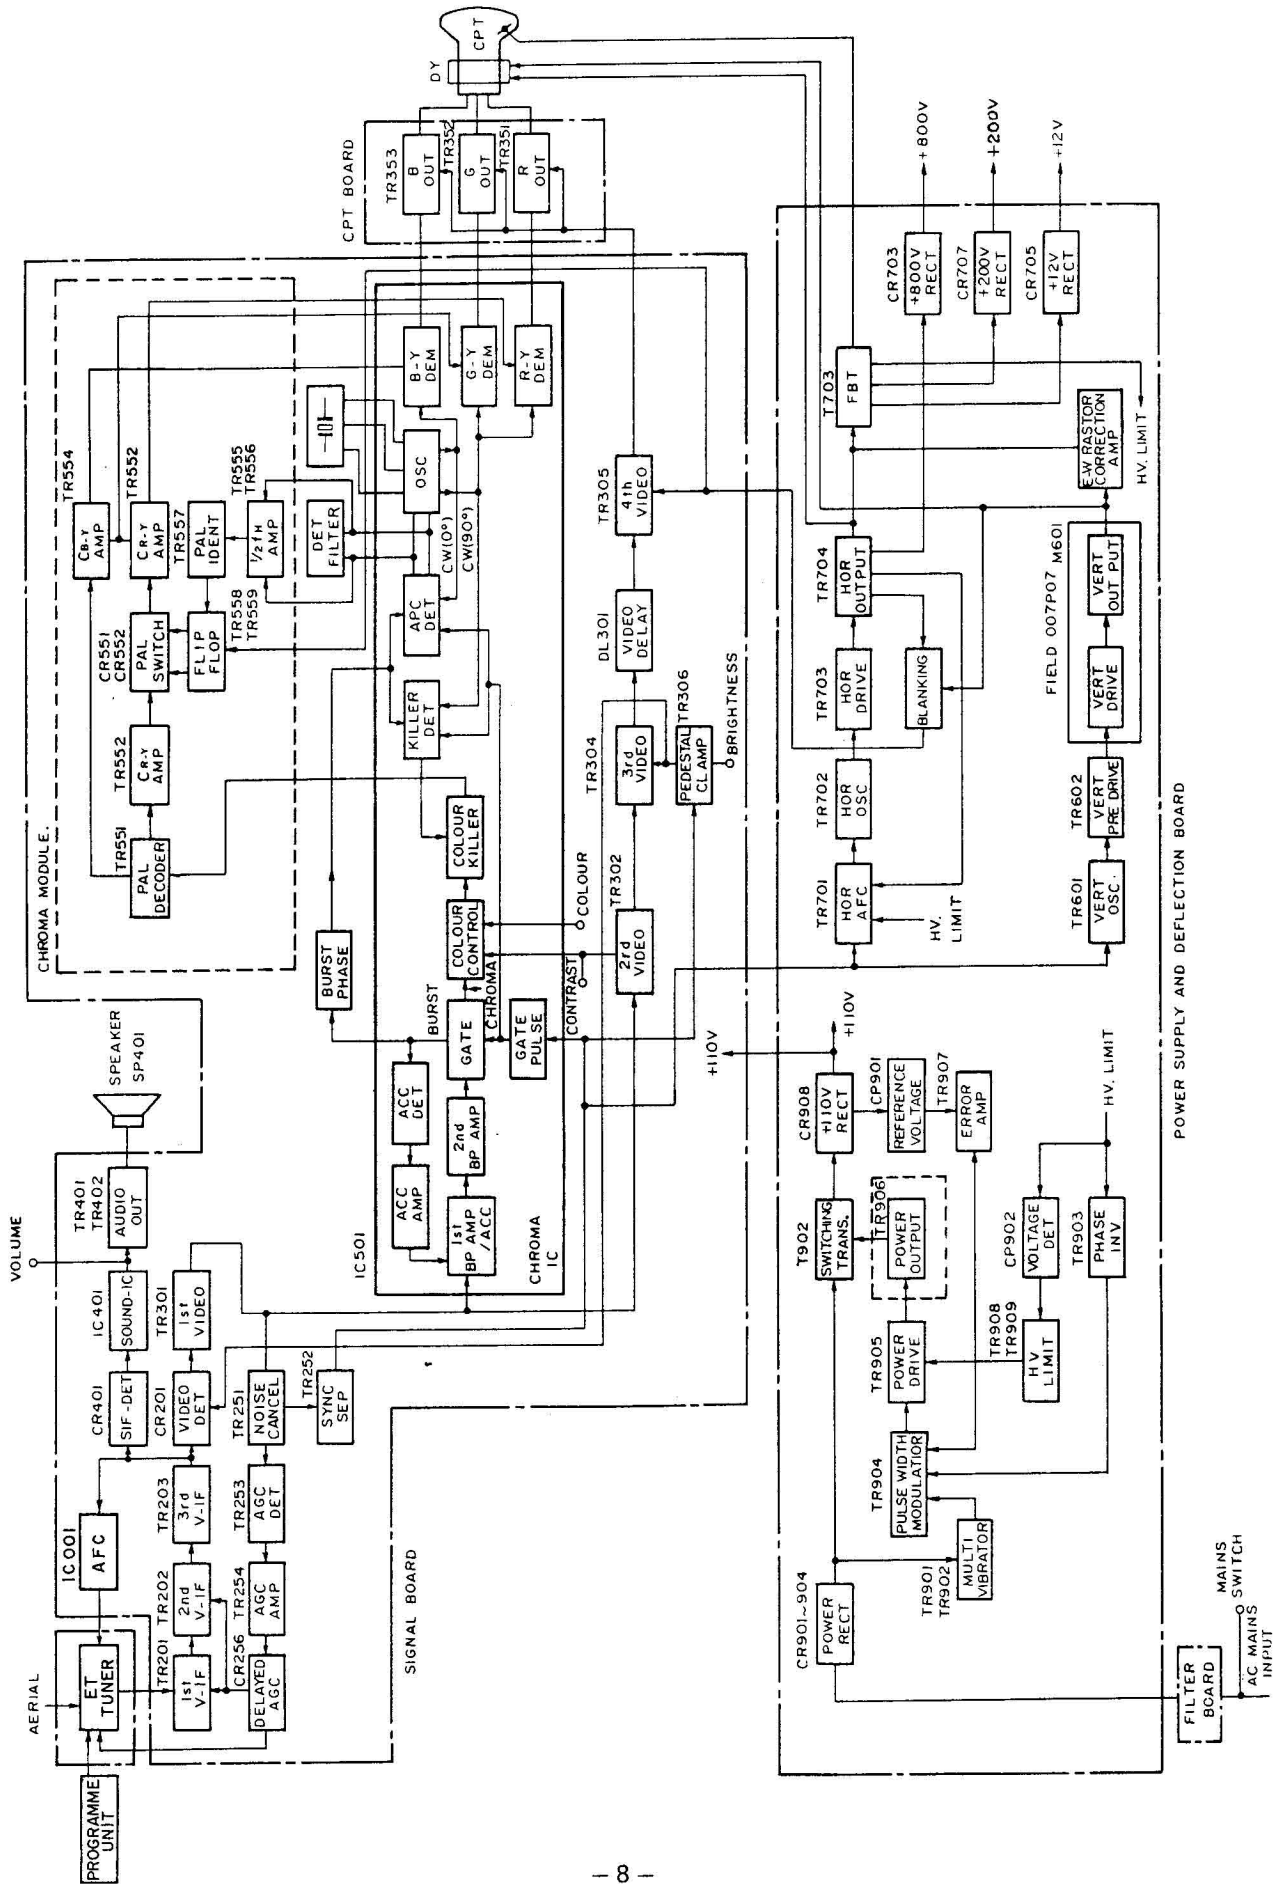 PROGRAMME
UNIT
AERIAL
ET
TUNER
IC001
AFC
TR201
1st
V-IF
TR202
2nd
V-IF
TR203
3rd
V-IF
CR401
SIF-DET
IC401
SOUND-IC
VOLUME
TR401
TR402
AUDIO
OUT
SPEAKER
SP401
CR201
VIDEO
DET
TR301
1st
VIDEO
CR256
DELAYED
AGC
TR254
AGC
AMP
TR253
AGC
DET
TR251
NOISE
CANCEL
TR252
SYNC
SEP
SIGNAL BOARD
CHROMA MODULE.
TR551
PAL
DECODER
TR552
CR-Y
AMP
CR551
CR552
PAL
SWITCH
TR552
CR-Y
AMP
TR554
CB-Y
AMP
FLIP
FLOP
TR558
TR559
TR557
PAL
IDENT
TR555
TR556
1/2 fH
AMP
DET
FILTER
BURST
PHASE
IC501
CHROMA
IC
1st
BP AMP
/ACC
2nd
BP AMP
ACC
AMP
ACC
DET
GATE
BURST
CHROMA
GATE
PULSE
COLOUR
CONTROL
COLOUR
KILLER
KILLER
DET
APC
DET
OSC
CW(0°)
CW(90°)
B-Y
DEM
G-Y
DEM
R-Y
DEM
CONTRAST
COLOUR
TR302
2rd
VIDEO
TR304
3rd
VIDEO
DL301
VIDEO
DELAY
TR305
4th
VIDEO
TR306
PEDESTAL
CLAMP
BRIGHTNESS
CPT BOARD
TR353
B
OUT
TR352
G
OUT
TR351
R
OUT
DY
CPT
+110V
+110V
CR901~904
POWER
RECT
TR901
TR902
MULTI
VIBRATOR
TR904
PULSE WIDTH
MODULATIOR
TR905
POWER
DRIVE
TR906
POWER
OUTPUT
T902
SWITCHING
TRANS.
CR908
+110V
RECT
CP901
REFERENCE
VOLTAGE
TR907
ERROR
AMP
TR908
TR909
H V
LIMIT
CP902
VOLTAGE
DET
TR903
PHASE
INV
HV. LIMIT
TR701
HOR
AFC
HV.
LIMIT
TR702
HOR
OSC
TR703
HOR
DRIVE
TR704
HOR
OUTPUT
BLANKING
T703
FBT
CR703
+800V
RECT
+800V
CR707
+200V
RECT
+200V
CR705
+12V
RECT
+12V
TR601
VERT
OSC.
TR602
VERT
PRE DRIVE
FIELD 007P07
M601
VERT
DRIVE
VERT
OUT PUT
E-W RASTOR
CORRECTION
AMP
HV. LIMIT
POWER SUPPLY AND DEFLECTION BOARD
FILTER
BOARD
MAINS
SWITCH
AC MAINS
INPUT
– 8 –